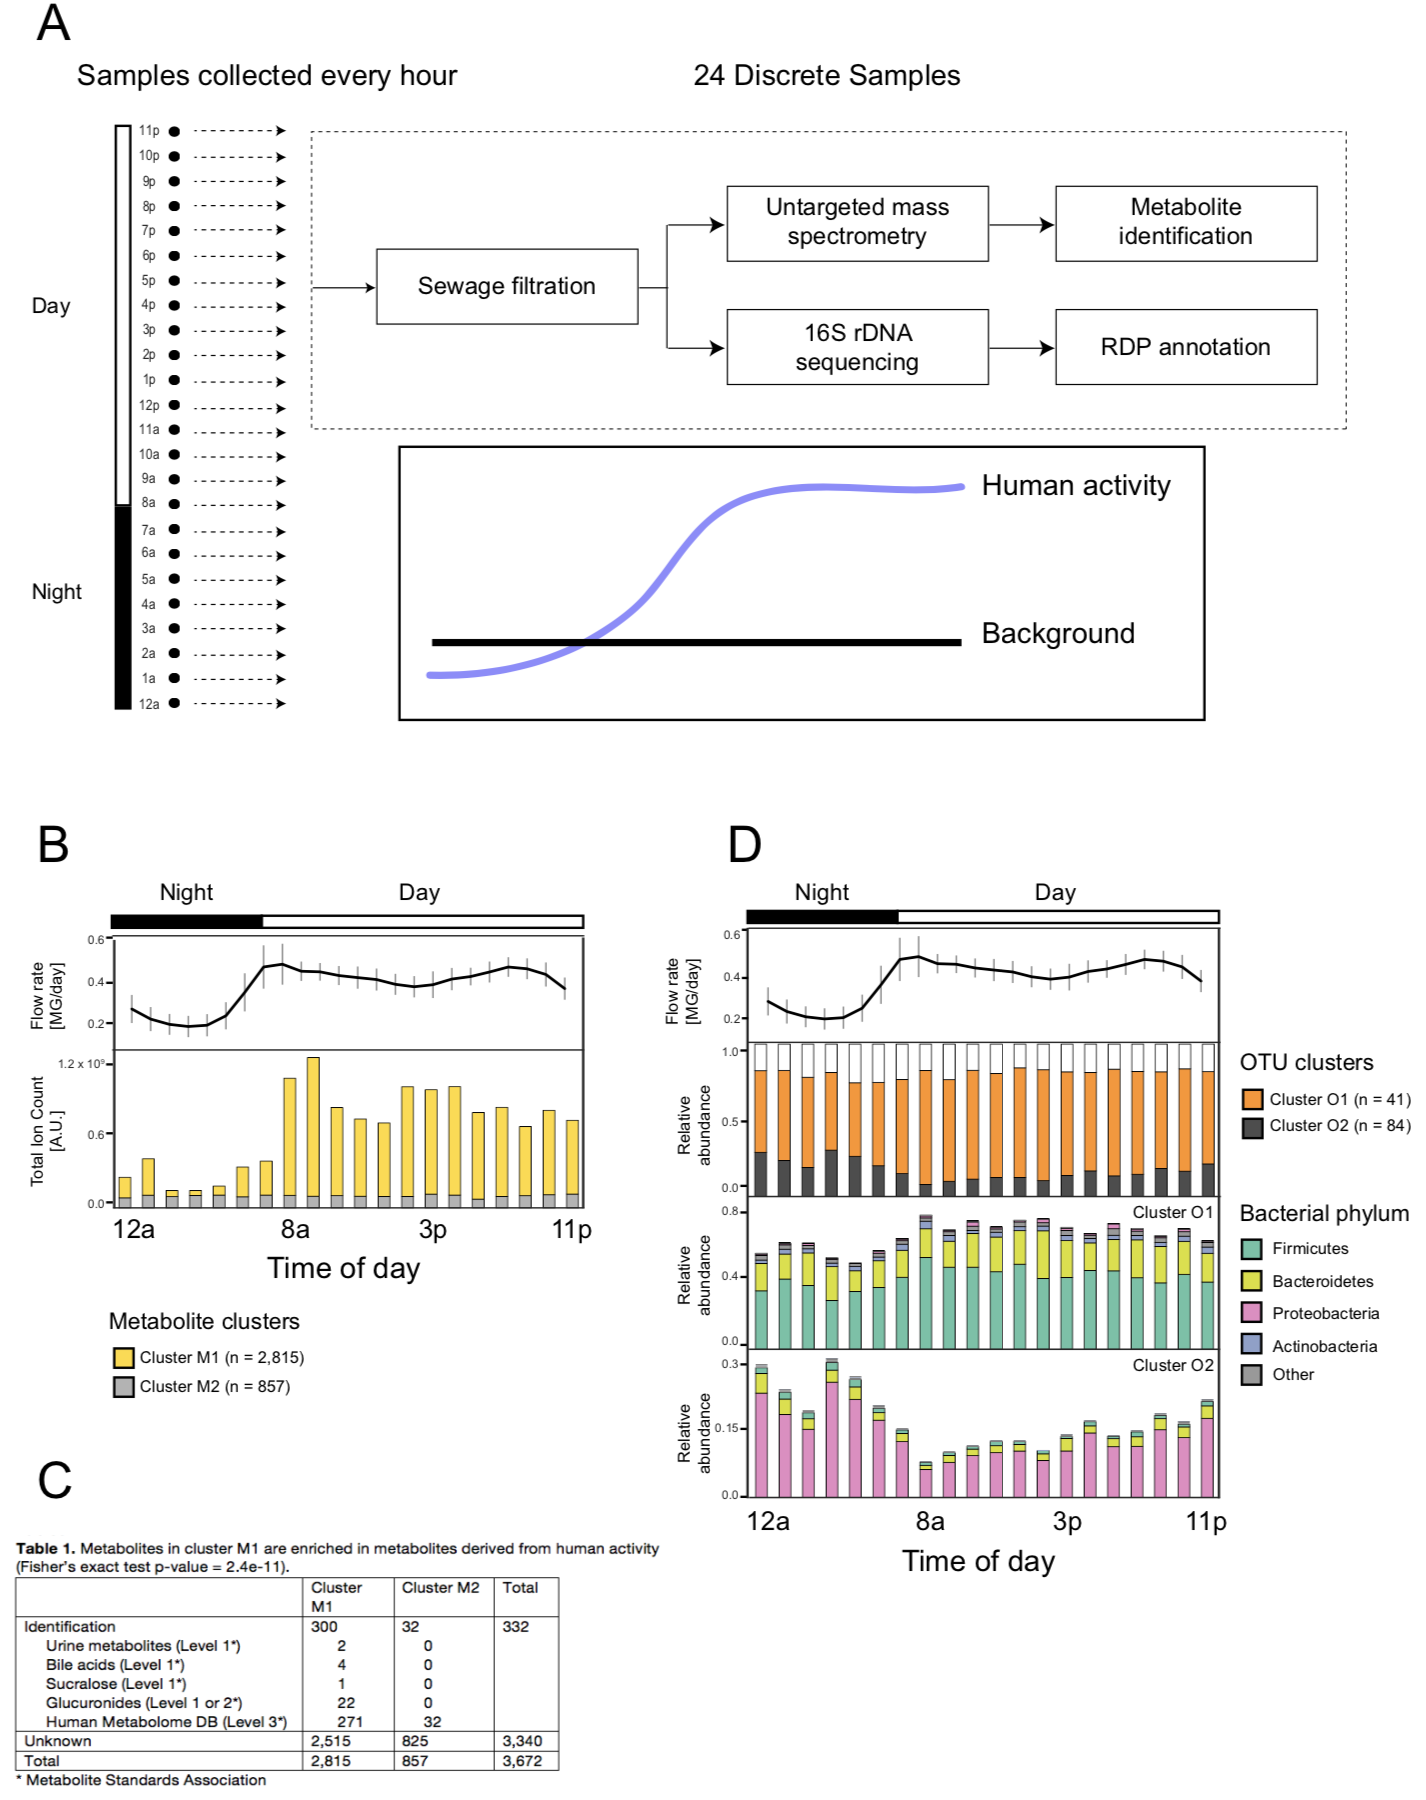 A
Samples collected every hour
24 Discrete Samples
11p
10p
9p
8p
7p
6p
5p
4p
3p
2p
1p
12p
11a
10a
9a
8a
7a
6a
5a
4a
3a
2a
1a
12a
Day
Night
Sewage filtration
Untargeted mass
spectrometry
Metabolite
identification
16S rDNA
sequencing
RDP annotation
Human activity
Background
B
Night Day
Flow rate
[MG/day]
0.6
0.4
0.2
Total Ion Count
[A.U.]
1.2 x 10⁹
0.6
0.0
12a 8a 3p 11p
Time of day
Metabolite clusters
Cluster M1 (n = 2,815)
Cluster M2 (n = 857)
C
Table 1. Metabolites in cluster M1 are enriched in metabolites derived from human activity
(Fisher's exact test p-value = 2.4e-11).
Cluster M1 Cluster M2 Total
Identification 300 32 332
Urine metabolites (Level 1*) 2 0
Bile acids (Level 1*) 4 0
Sucralose (Level 1*) 1 0
Glucuronides (Level 1 or 2*) 22 0
Human Metabolome DB (Level 3*) 271 32
Unknown 2,515 825 3,340
Total 2,815 857 3,672
* Metabolite Standards Association
D
Night Day
Flow rate
[MG/day]
0.6
0.4
0.2
Relative
abundance
1.0
0.5
0.0
Cluster O1
Relative
abundance
0.8
0.4
0.0
Cluster O2
Relative
abundance
0.3
0.15
0.0
12a 8a 3p 11p
Time of day
OTU clusters
Cluster O1 (n = 41)
Cluster O2 (n = 84)
Bacterial phylum
Firmicutes
Bacteroidetes
Proteobacteria
Actinobacteria
Other